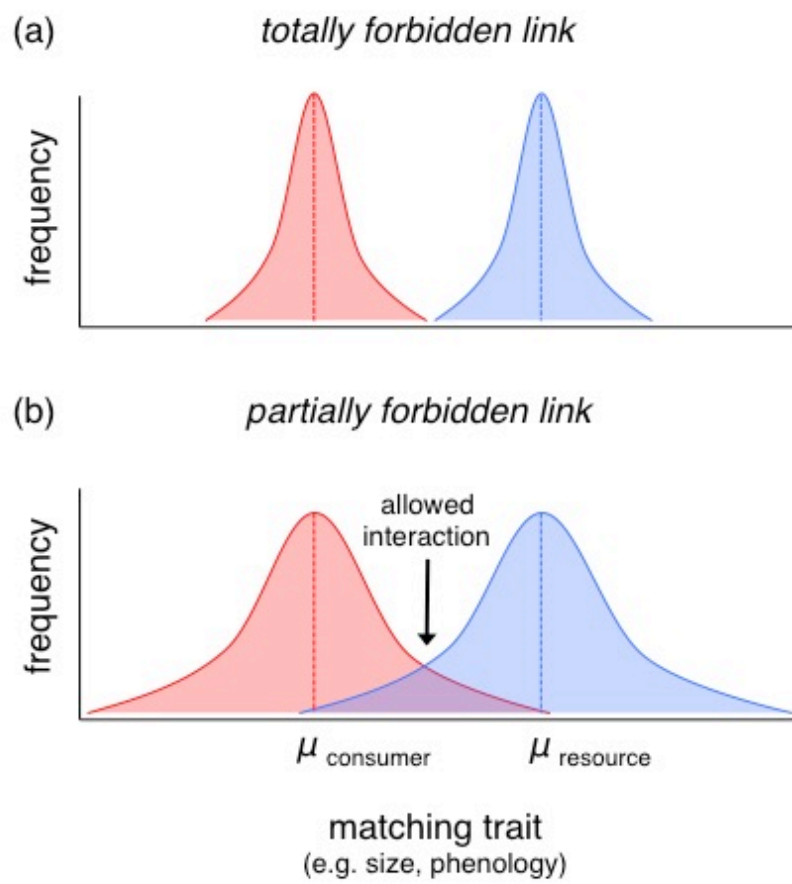 (a) totally forbidden link
frequency
(b) partially forbidden link
allowed
interaction
frequency
μ consumer μ resource
matching trait
(e.g. size, phenology)